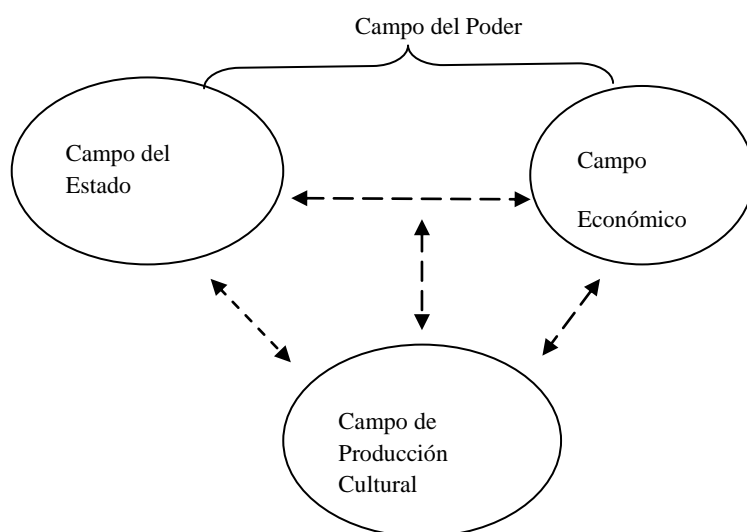 Campo del Poder
Campo del
Estado
Campo
Económico
Campo de
Producción
Cultural